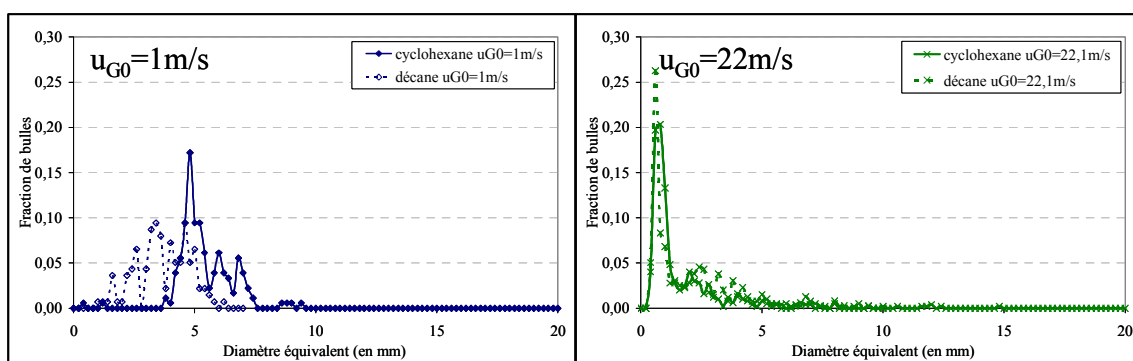 0,30
0,25
0,20
0,15
0,10
0,05
0,00
Fraction de bulles
uG0=1m/s
cyclohexane uG0=1m/s
décane uG0=1m/s
0 5 10 15 20
Diamètre équivalent (en mm)
0,30
0,25
0,20
0,15
0,10
0,05
0,00
Fraction de bulles
uG0=22m/s
cyclohexane uG0=22,1m/s
décane uG0=22,1m/s
0 5 10 15 20
Diamètre équivalent (en mm)